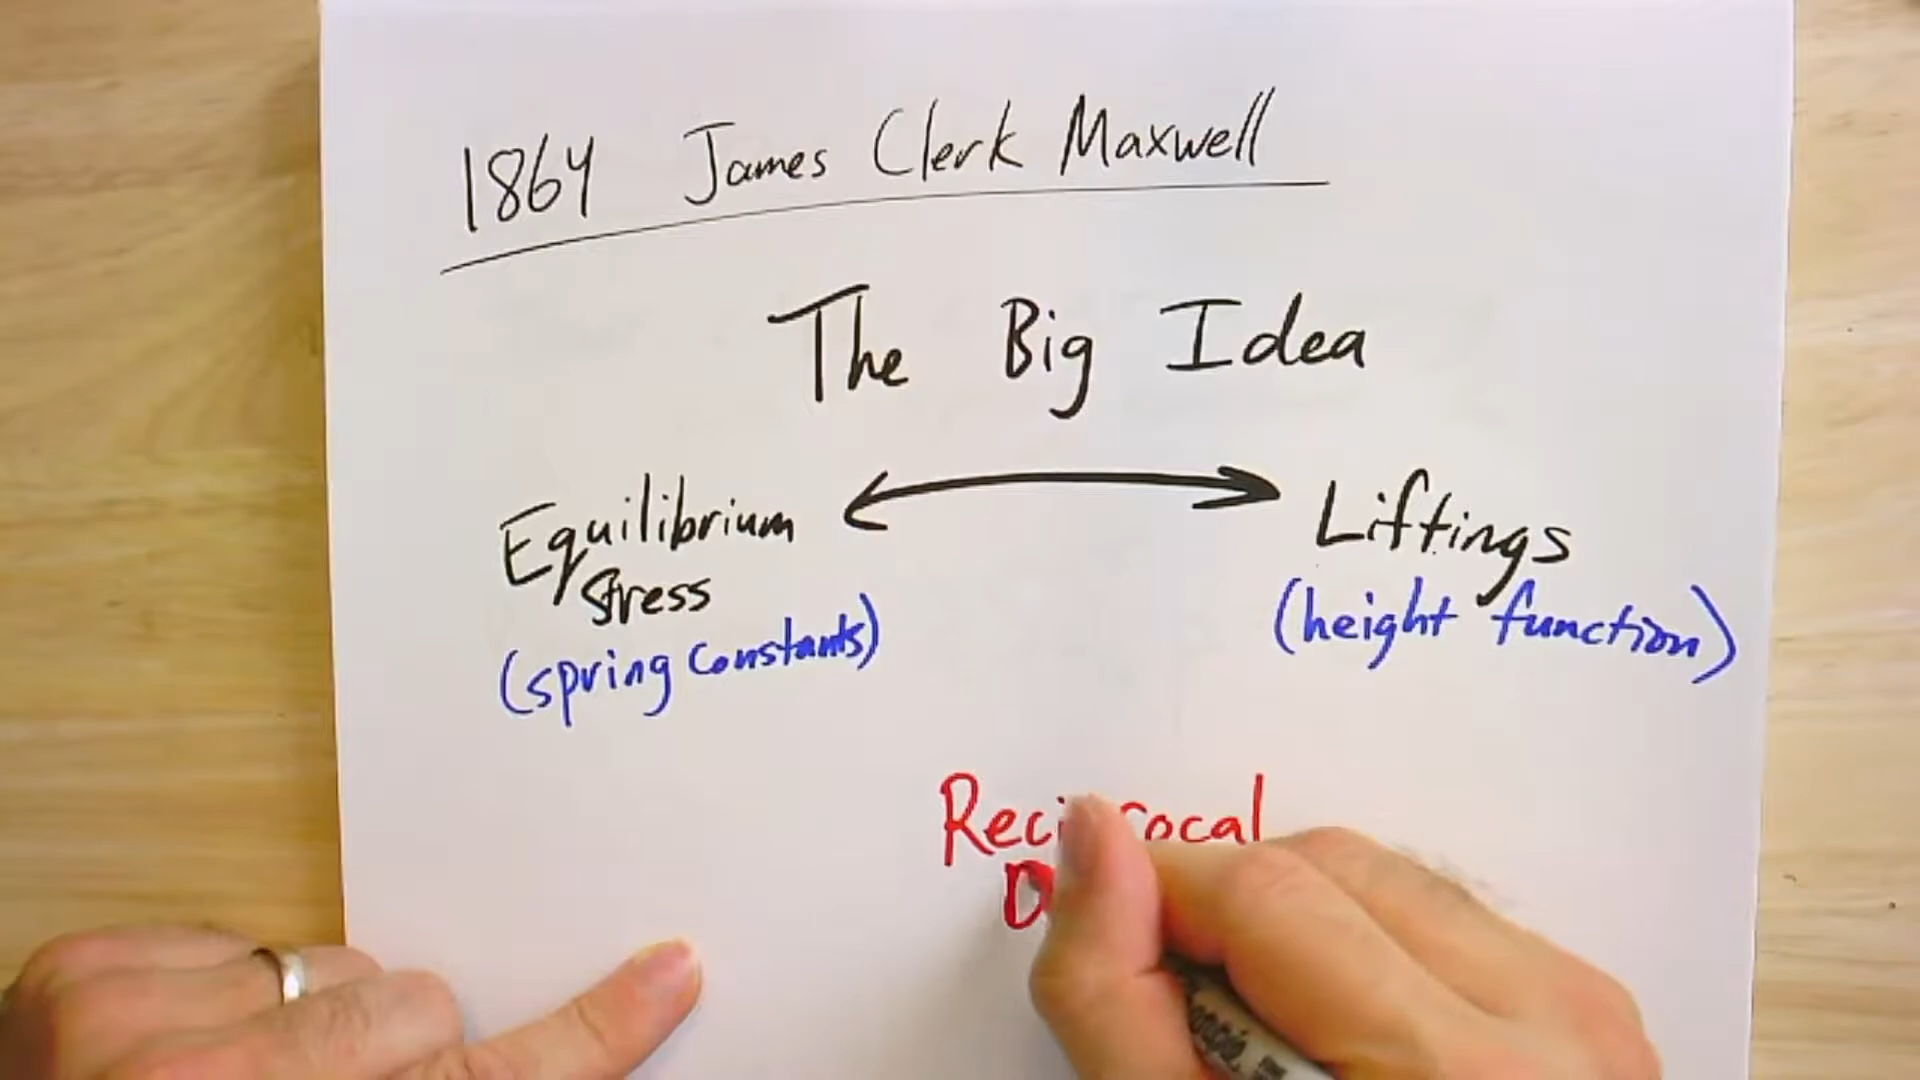 1864 James Clerk Maxwell
The Big Idea
Equilibrium Stress
(spring constants)
Liftings
(height function)